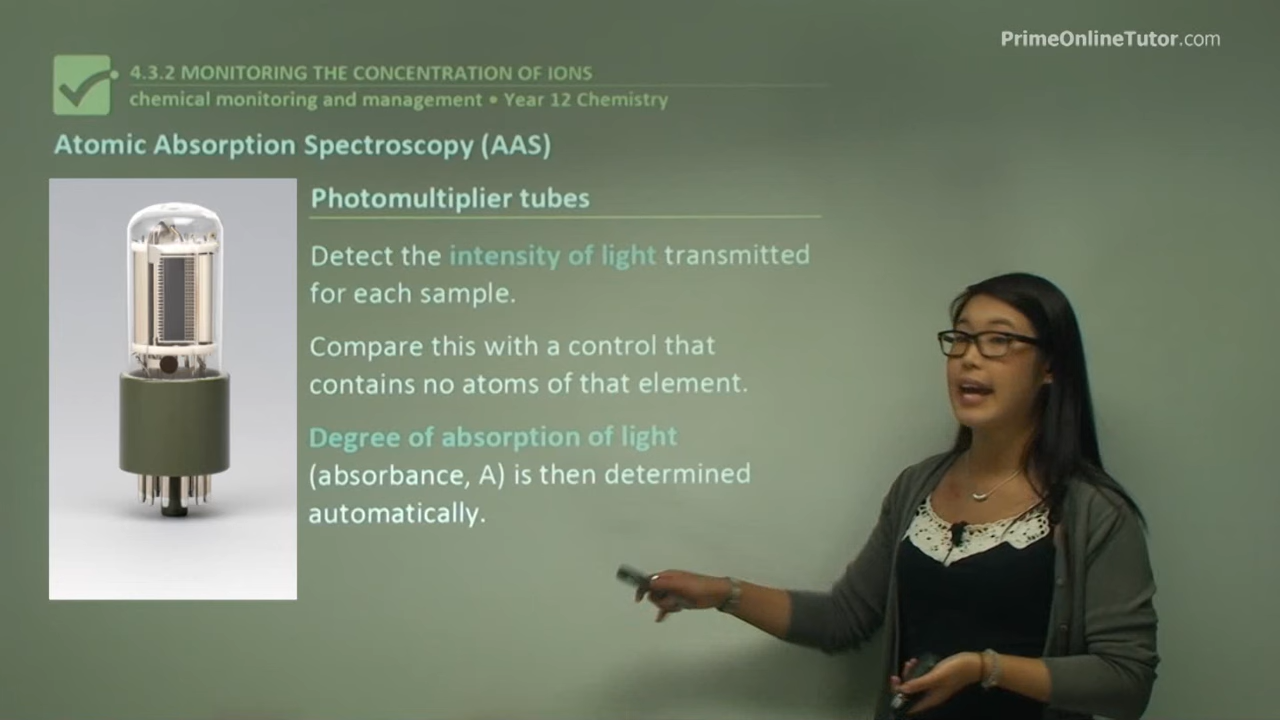 PrimeOnlineTutor.com
4.3.2 MONITORING THE CONCENTRATION OF IONS
chemical monitoring and management • Year 12 Chemistry
Atomic Absorption Spectroscopy (AAS)
Photomultiplier tubes
Detect the intensity of light transmitted
for each sample.
Compare this with a control that
contains no atoms of that element.
Degree of absorption of light
(absorbance, A) is then determined
automatically.